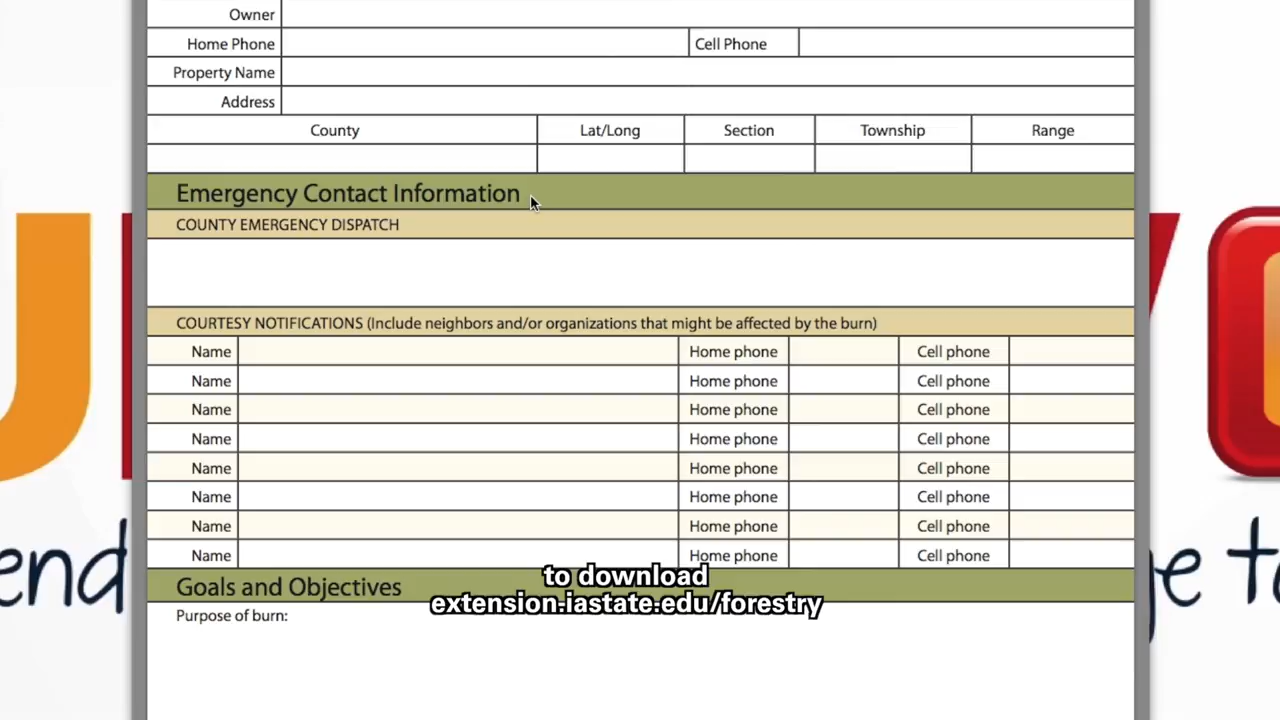 Owner
Home Phone Cell Phone
Property Name
Address
County Lat/Long Section Township Range
Emergency Contact Information
COUNTY EMERGENCY DISPATCH
COURTESY NOTIFICATIONS (Include neighbors and/or organizations that might be affected by the burn)
Name Home phone Cell phone
Name Home phone Cell phone
Name Home phone Cell phone
Name Home phone Cell phone
Name Home phone Cell phone
Name Home phone Cell phone
Name Home phone Cell phone
Name Home phone Cell phone
Goals and Objectives
to download
extension.iastate.edu/forestry
Purpose of burn: